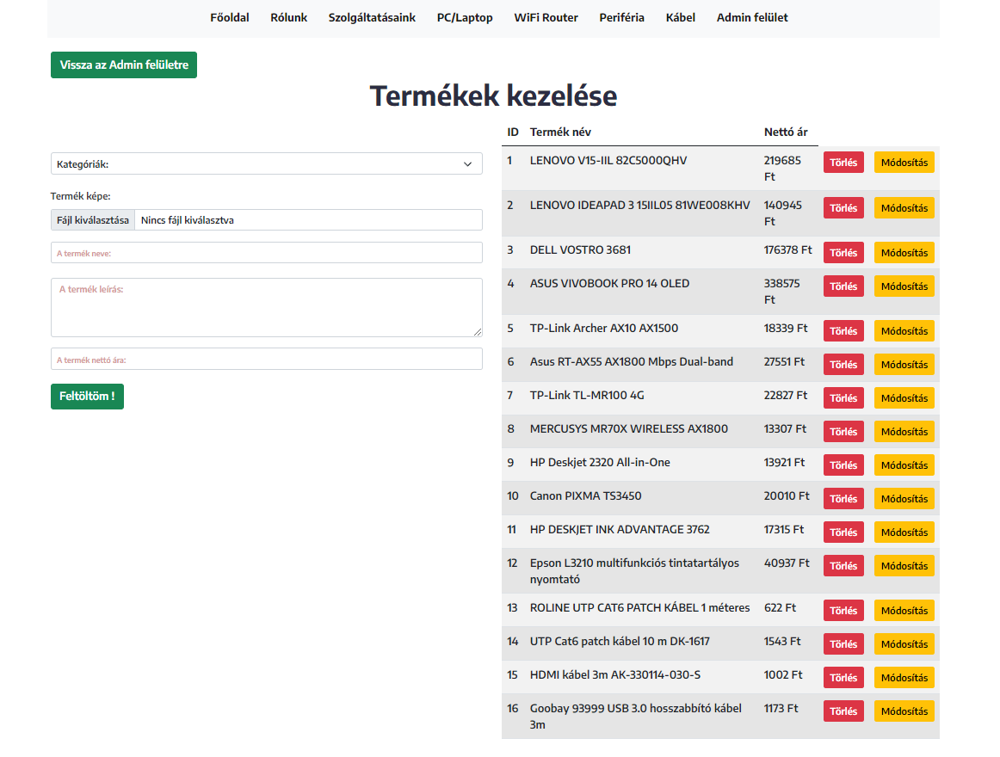 Főoldal Rólunk Szolgáltatásaink PC/Laptop WiFi Router Periféria Kábel Admin felület
Vissza az Admin felületre
Termékek kezelése
Kategóriák:
Termék képe:
Fájl kiválasztása Nincs fájl kiválasztva
A termék neve:
A termék leírás:
A termék nettó ára:
Feltöltöm !
ID Termék név Nettó ár
1 LENOVO V15-IIL 82C5000QHV 219685 Törlés Módosítás
Ft
2 LENOVO IDEAPAD 3 15IIL05 81WE008KHV 140945 Törlés Módosítás
Ft
3 DELL VOSTRO 3681 176378 Ft Törlés Módosítás
4 ASUS VIVOBOOK PRO 14 OLED 338575 Törlés Módosítás
Ft
5 TP-Link Archer AX10 AX1500 18339 Ft Törlés Módosítás
6 Asus RT-AX55 AX1800 Mbps Dual-band 27551 Ft Törlés Módosítás
7 TP-Link TL-MR100 4G 22827 Ft Törlés Módosítás
8 MERCUSYS MR70X WIRELESS AX1800 13307 Ft Törlés Módosítás
9 HP Deskjet 2320 All-in-One 13921 Ft Törlés Módosítás
10 Canon PIXMA TS3450 20010 Ft Törlés Módosítás
11 HP DESKJET INK ADVANTAGE 3762 17315 Ft Törlés Módosítás
12 Epson L3210 multifunkciós tintatartályos 40937 Ft Törlés Módosítás
nyomtató
13 ROLINE UTP CAT6 PATCH KÁBEL 1 méteres 622 Ft Törlés Módosítás
14 UTP Cat6 patch kábel 10 m DK-1617 1543 Ft Törlés Módosítás
15 HDMI kábel 3m AK-330114-030-S 1002 Ft Törlés Módosítás
16 Goobay 93999 USB 3.0 hosszabbító kábel 1173 Ft Törlés Módosítás
3m